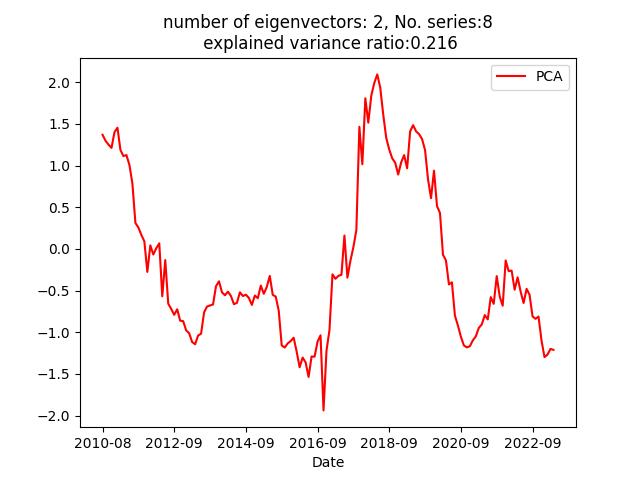 number of eigenvectors: 2, No. series:8
explained variance ratio:0.216
PCA
2.0
1.5
1.0
0.5
0.0
−0.5
−1.0
−1.5
−2.0
2010-08 2012-09 2014-09 2016-09 2018-09 2020-09 2022-09
Date